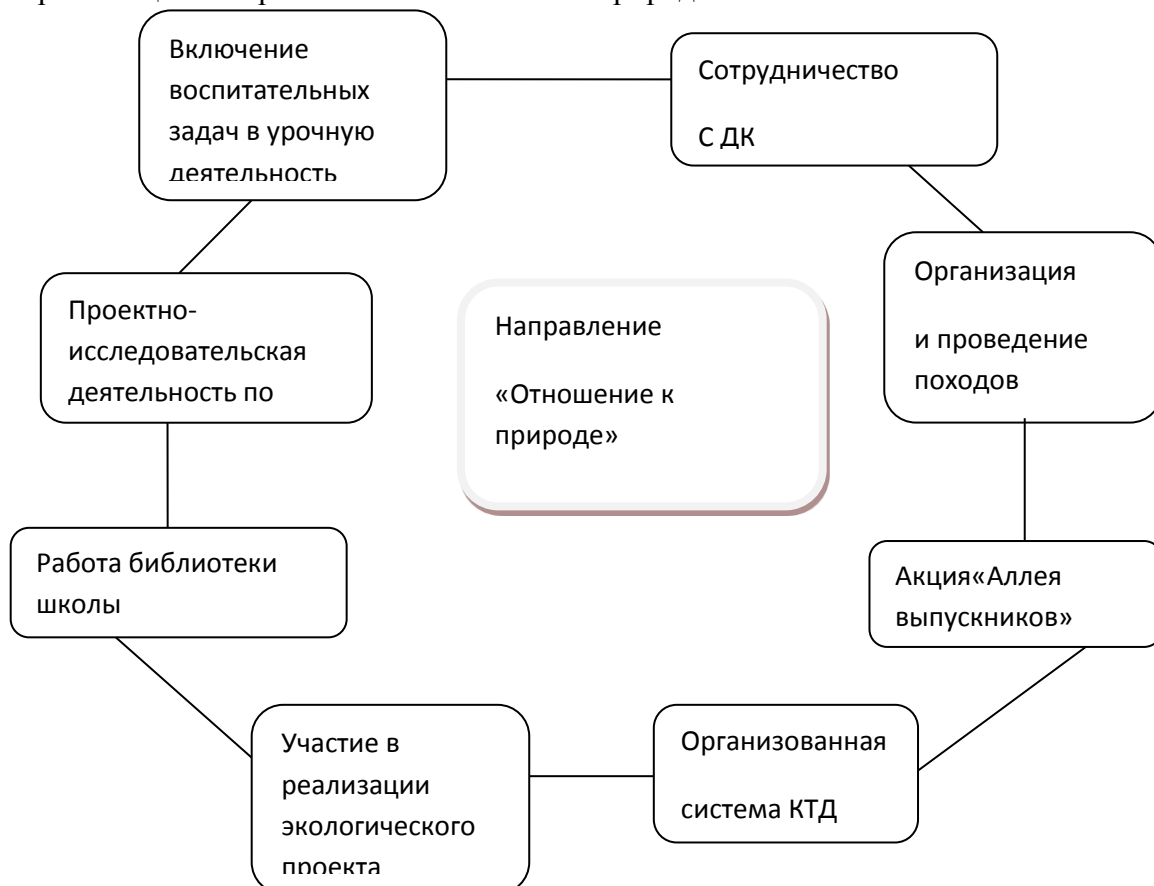 Включение
воспитательных
задач в урочную
деятельность
Сотрудничество
С ДК
Организация
и проведение
походов
Проектно-
исследовательская
деятельность по
Направление
«Отношение к
природе»
Работа библиотеки
школы
Акция«Аллея
выпускников»
Участие в
реализации
экологического
проекта
Организованная
система КТД